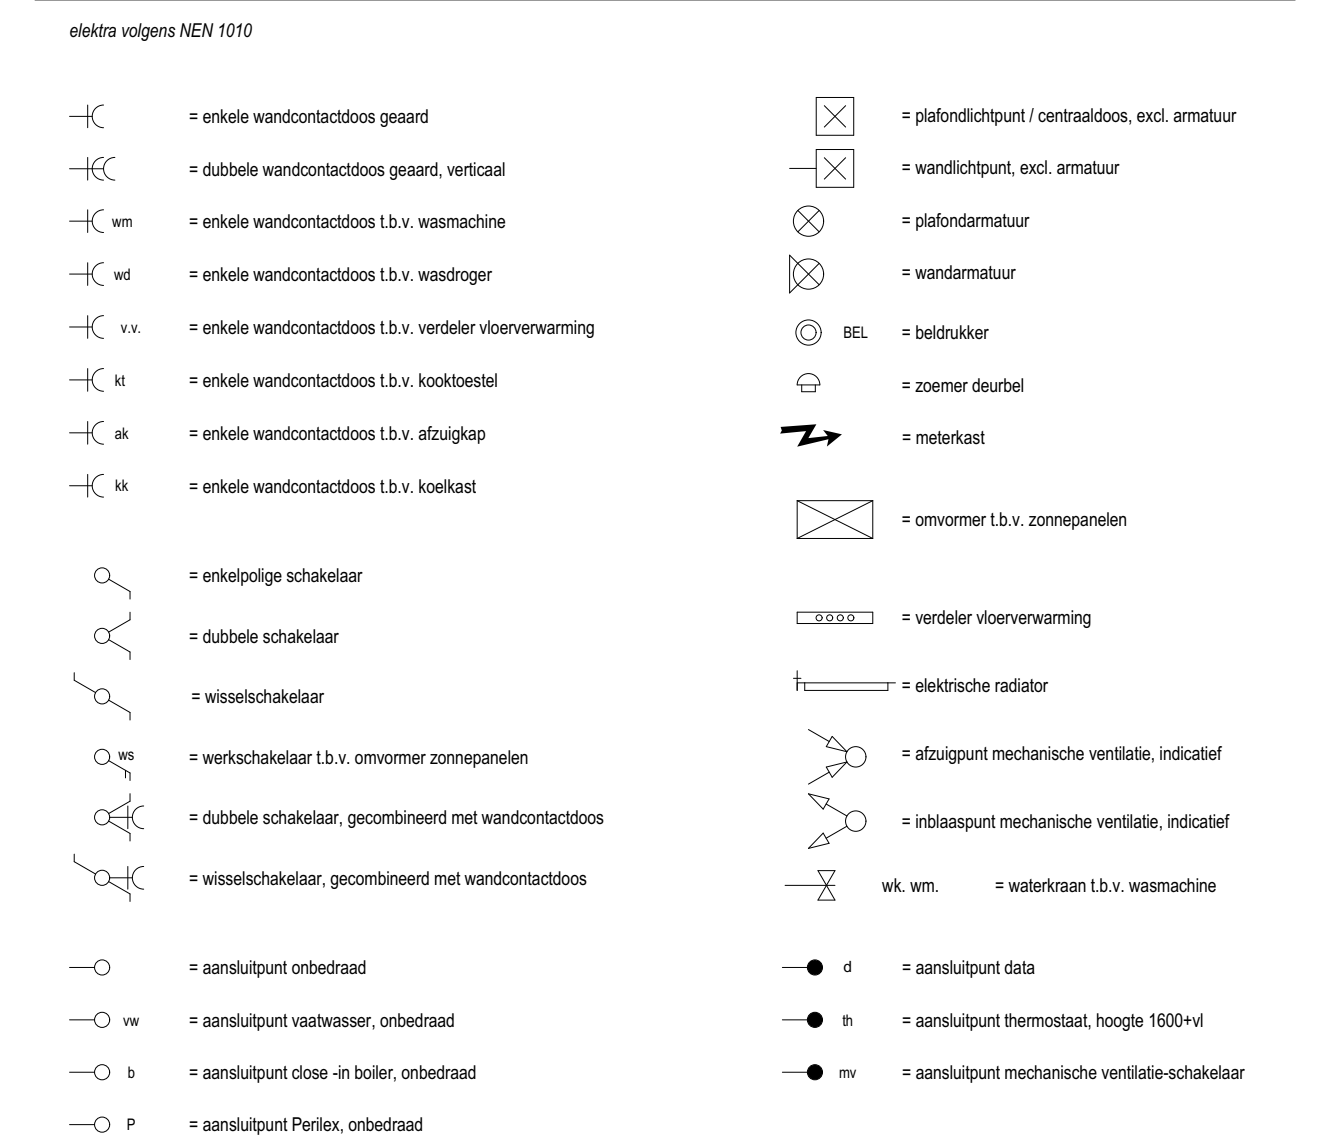 elektra volgens NEN 1010
= enkele wandcontactdoos geaard
= dubbele wandcontactdoos geaard, verticaal
wm = enkele wandcontactdoos t.b.v. wasmachine
wd = enkele wandcontactdoos t.b.v. wasdroger
v.v. = enkele wandcontactdoos t.b.v. verdeler vloerverwarming
kt = enkele wandcontactdoos t.b.v. kooktoestel
ak = enkele wandcontactdoos t.b.v. afzuigkap
kk = enkele wandcontactdoos t.b.v. koelkast
= enkelpolige schakelaar
= dubbele schakelaar
= wisselschakelaar
ws = werkschakelaar t.b.v. omvormer zonnepanelen
= dubbele schakelaar, gecombineerd met wandcontactdoos
= wisselschakelaar, gecombineerd met wandcontactdoos
= aansluitpunt onbedraad
vw = aansluitpunt vaatwasser, onbedraad
b = aansluitpunt close -in boiler, onbedraad
P = aansluitpunt Perilex, onbedraad
= plafondlichtpunt / centraaldoos, excl. armatuur
= wandlichtpunt, excl. armatuur
= plafondarmatuur
= wandarmatuur
BEL = beldrukker
= zoemer deurbel
= meterkast
= omvormer t.b.v. zonnepanelen
= verdeler vloerverwarming
= elektrische radiator
= afzuigpunt mechanische ventilatie, indicatief
= inblaaspunt mechanische ventilatie, indicatief
wk. wm. = waterkraan t.b.v. wasmachine
d = aansluitpunt data
th = aansluitpunt thermostaat, hoogte 1600+vl
mv = aansluitpunt mechanische ventilatie-schakelaar